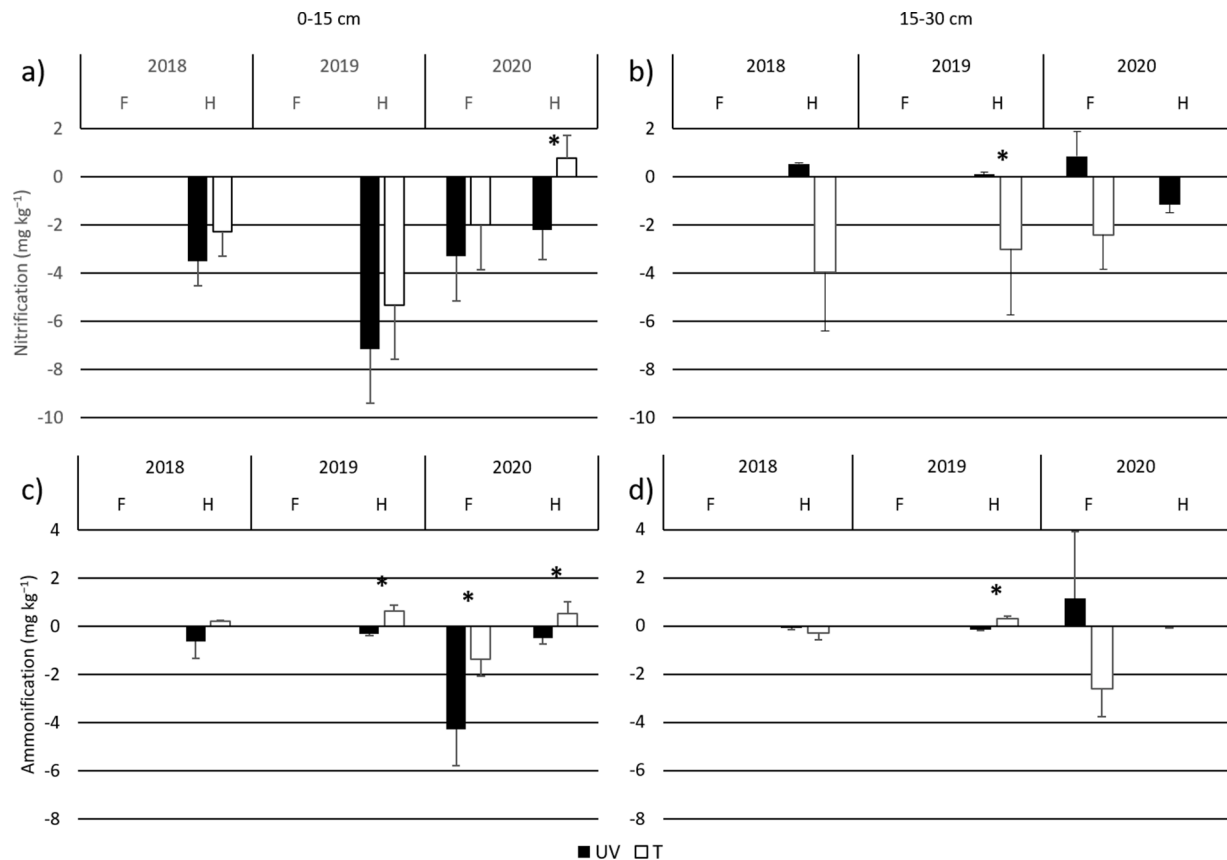 0-15 cm
15-30 cm
a)
2018
2019
2020
F
H
F
H
F
H
Nitrification (mg kg⁻¹)
2
0
-2
-4
-6
-8
-10
*
b)
2018
2019
2020
F
H
F
H
F
H
2
0
-2
-4
-6
-8
-10
*
c)
2018
2019
2020
F
H
F
H
F
H
Ammonification (mg kg⁻¹)
4
2
0
-2
-4
-6
-8
*
*
*
d)
2018
2019
2020
F
H
F
H
F
H
4
2
0
-2
-4
-6
-8
*
UV T